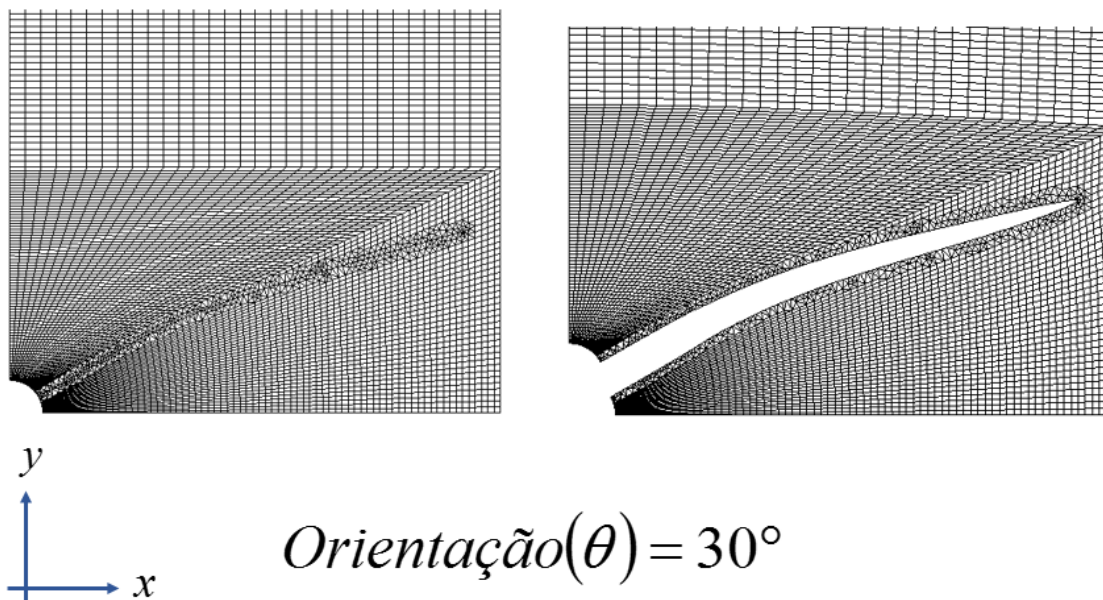 y
x
Orientação(θ) = 30°